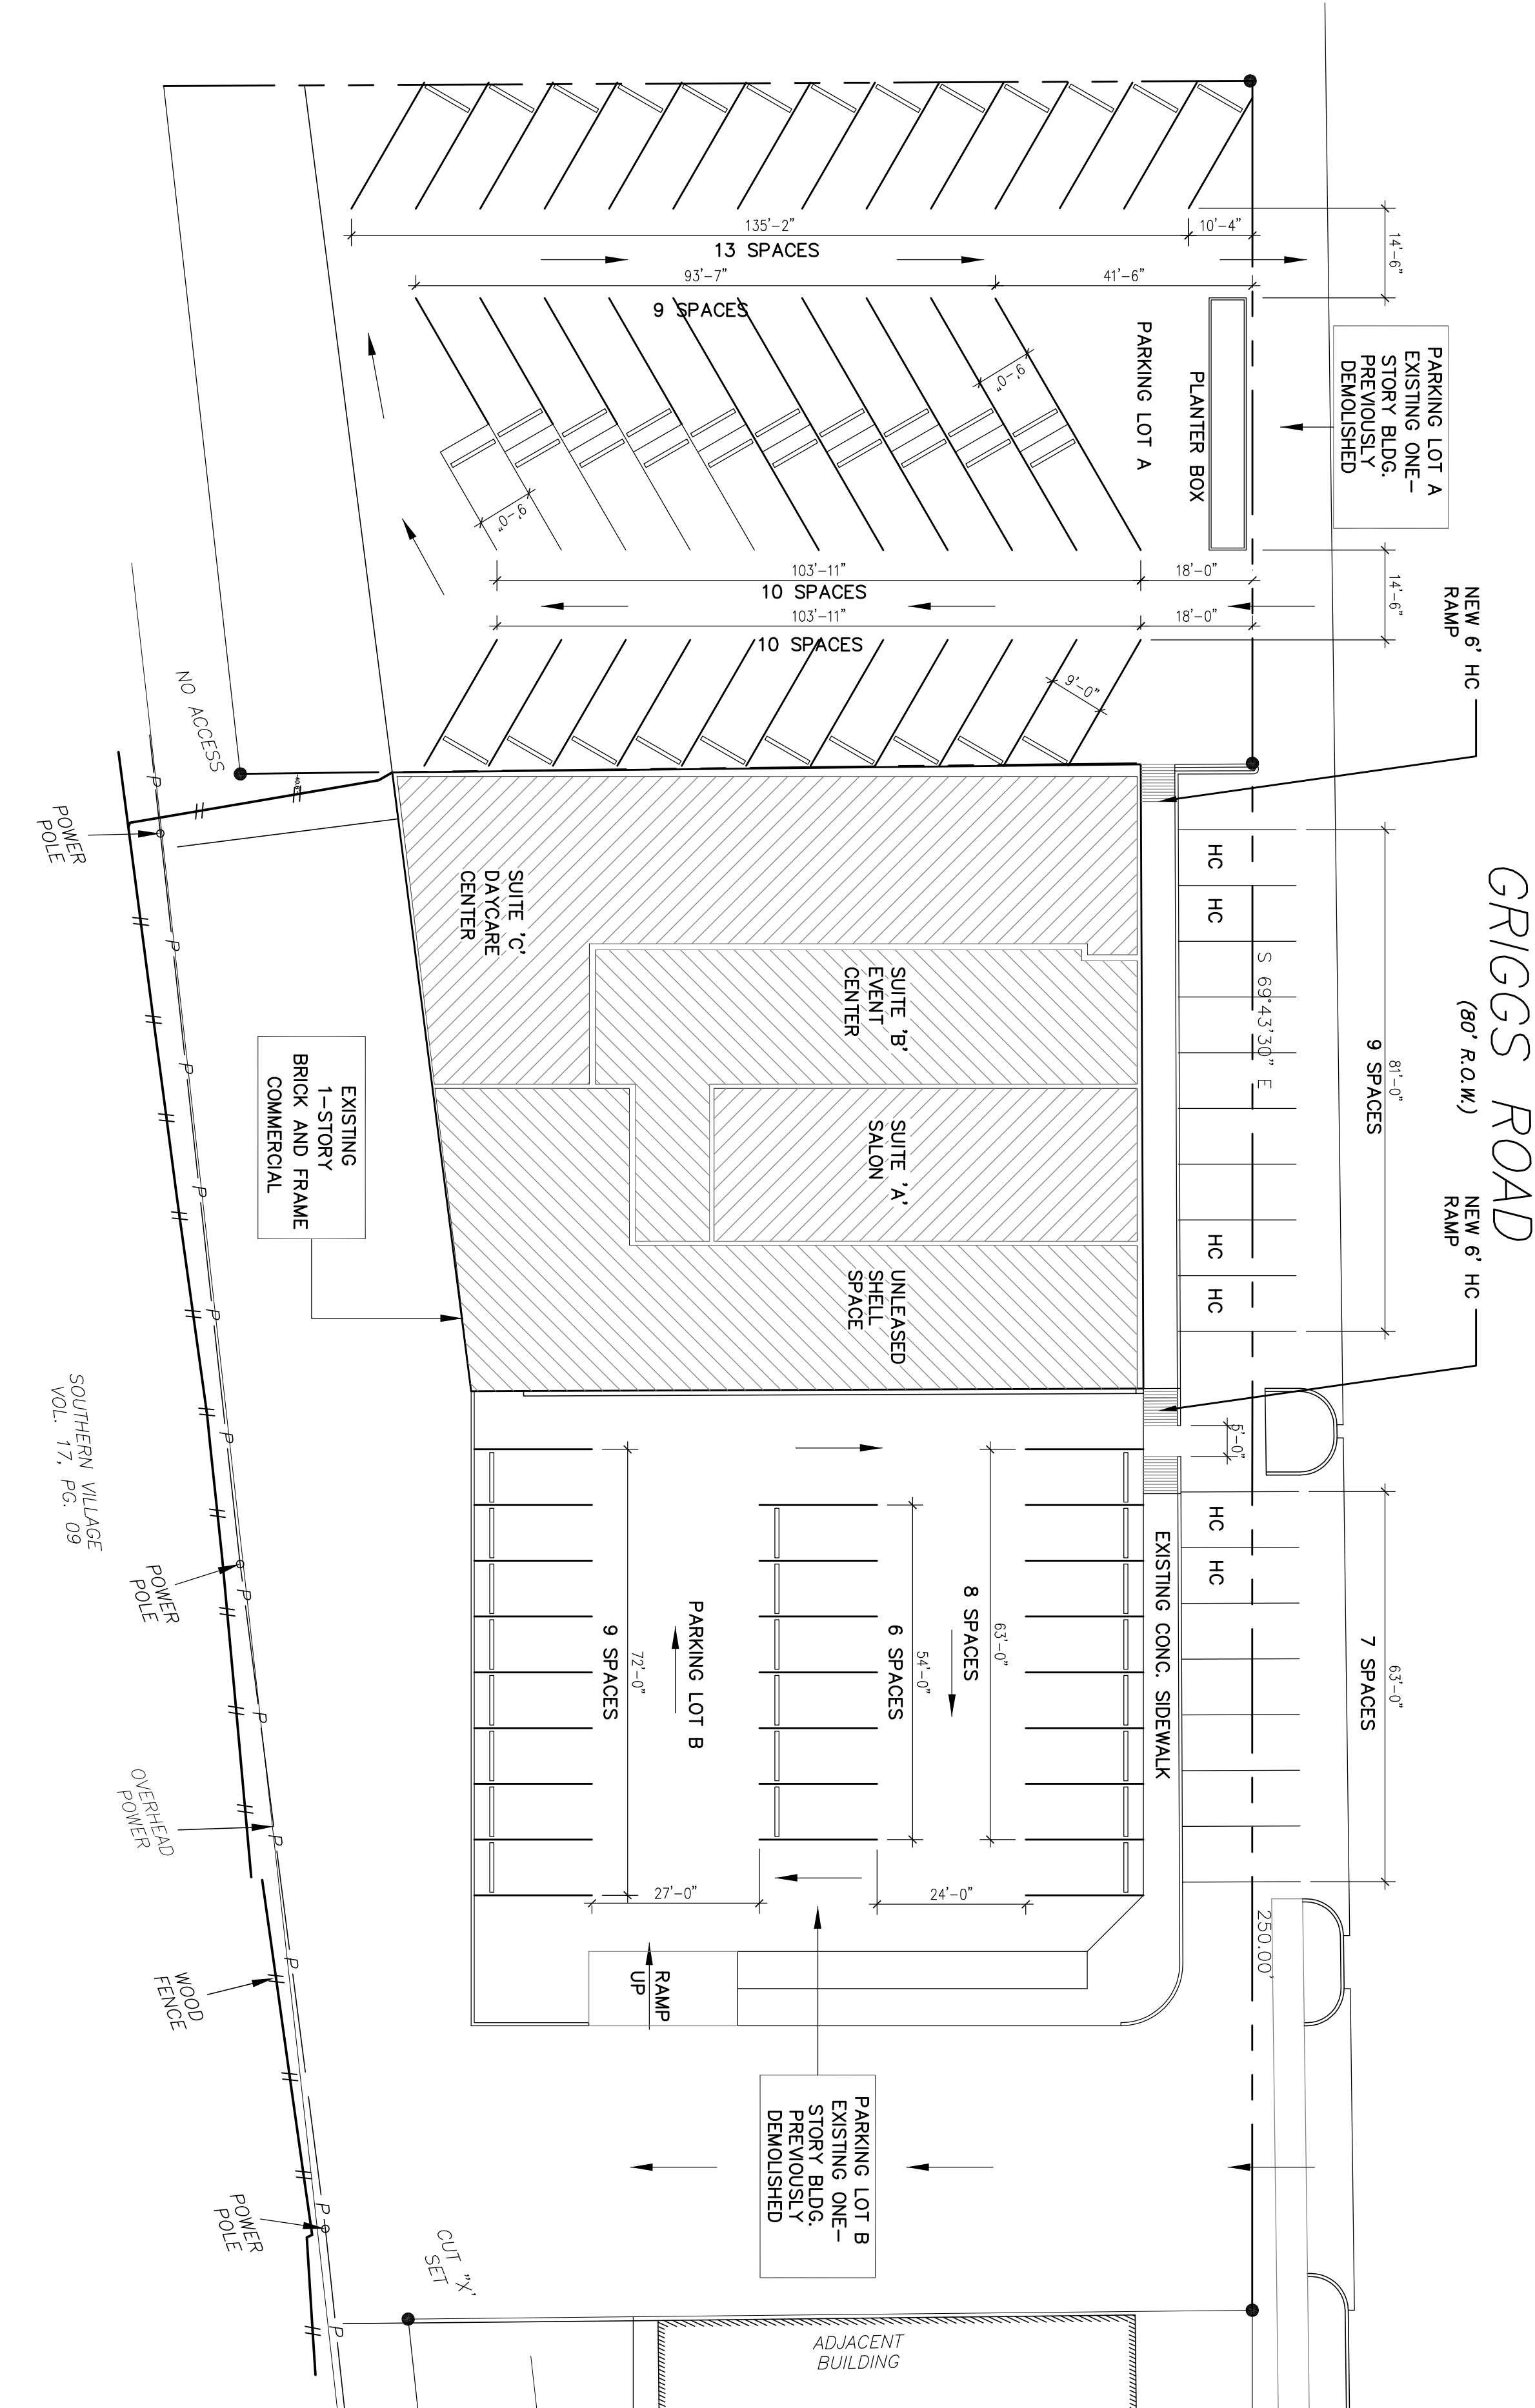 GRIGGS ROAD
(80' R.O.W.)
NEW 6' HC
RAMP
NEW 6' HC
RAMP
PARKING LOT A
EXISTING ONE-
STORY BLDG.
PREVIOUSLY
DEMOLISHED
14'-6"
14'-6"
81'-0"
9 SPACES
63'-0"
7 SPACES
135'-2"
10'-4"
13 SPACES
93'-7"
41'-6"
9 SPACES
9'-0"
9'-0"
PARKING LOT A
PLANTER BOX
103'-11"
18'-0"
10 SPACES
103'-11"
18'-0"
10 SPACES
9'-0"
HC
HC
S 69°43'30" E
HC
HC
5'-0"
HC
HC
250.00'
EXISTING CONC. SIDEWALK
SUITE 'C'
DAYCARE
CENTER
SUITE 'B'
EVENT
CENTER
SUITE 'A'
SALON
UNLEASED
SHELL
SPACE
63'-0"
8 SPACES
54'-0"
6 SPACES
PARKING LOT B
72'-0"
9 SPACES
27'-0"
24'-0"
RAMP
UP
PARKING LOT B
EXISTING ONE-
STORY BLDG.
PREVIOUSLY
DEMOLISHED
EXISTING
1-STORY
BRICK AND FRAME
COMMERCIAL
NO ACCESS
POWER
POLE
SOUTHERN VILLAGE
VOL. 17, PG. 09
POWER
POLE
OVERHEAD
POWER
WOOD
FENCE
POWER
POLE
CUT "X'
SET
ADJACENT
BUILDING
P
P
P
P
P
P
P
P
P
P
P
P
P